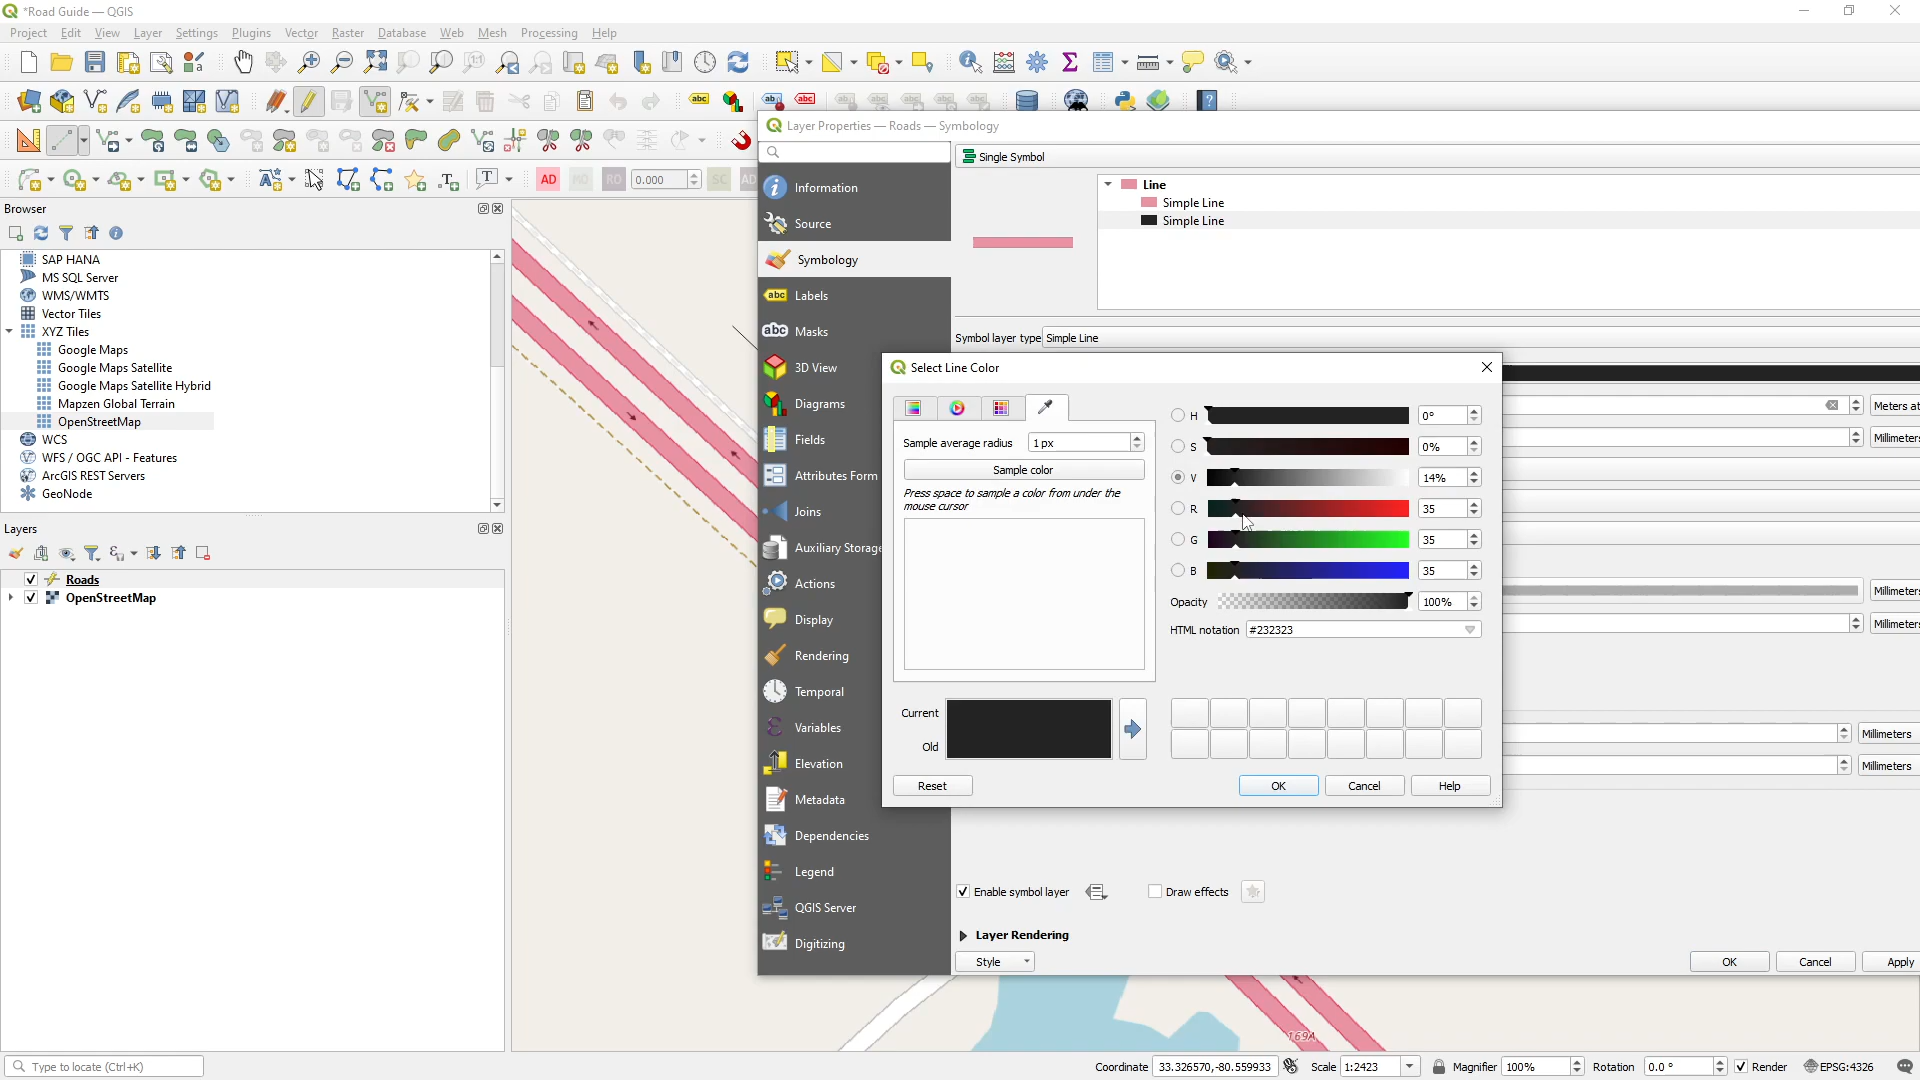 *Road Guide — QGIS
Project Edit View Layer Settings Plugins Vector Raster Database Web Mesh Processing Help
0.000
Browser
SAP HANA
MS SQL Server
WMS/WMTS
Vector Tiles
XYZ Tiles
Google Maps
Google Maps Satellite
Google Maps Satellite Hybrid
Mapzen Global Terrain
OpenStreetMap
WCS
WFS / OGC API - Features
ArcGIS REST Servers
GeoNode
Layers
Roads
OpenStreetMap
Layer Properties — Roads — Symbology
Information
Source
Symbology
Labels
Masks
3D View
Diagrams
Fields
Attributes Form
Joins
Auxiliary Storage
Actions
Display
Rendering
Temporal
Variables
Elevation
Metadata
Dependencies
Legend
QGIS Server
Digitizing
Single Symbol
Line
Simple Line
Simple Line
Symbol layer type Simple Line
Meters at
Millimeters
Millimeters
Millimeters
Millimeters
Millimeters
Select Line Color
Sample average radius 1 px
Sample color
Press space to sample a color from under the
mouse cursor
H 0°
S 0%
V 14%
R 35
G 35
B 35
Opacity 100%
HTML notation #232323
Current
Old
Reset OK Cancel Help
Enable symbol layer Draw effects
Layer Rendering
Style OK Cancel Apply
169A
Type to locate (Ctrl+K) Coordinate 33.326570,-80.559933 Scale 1:2423 Magnifier 100% Rotation 0.0 ° Render EPSG:4326